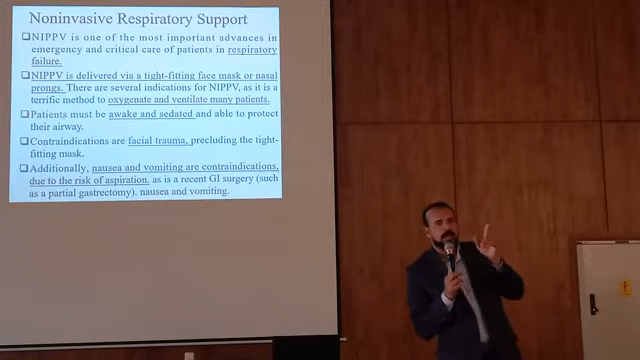 Noninvasive Respiratory Support
❑NIPPV is one of the most important advances in
emergency and critical care of patients in respiratory
failure.
❑NIPPV is delivered via a tight-fitting face mask or nasal
prongs. There are several indications for NIPPV, as it is a
terrific method to oxygenate and ventilate many patients.
❑Patients must be awake and sedated and able to protect
their airway.
❑Contraindications are facial trauma, precluding the tight-
fitting mask.
❑Additionally, nausea and vomiting are contraindications,
due to the risk of aspiration. as is a recent GI surgery (such
as a partial gastrectomy). nausea and vomiting.